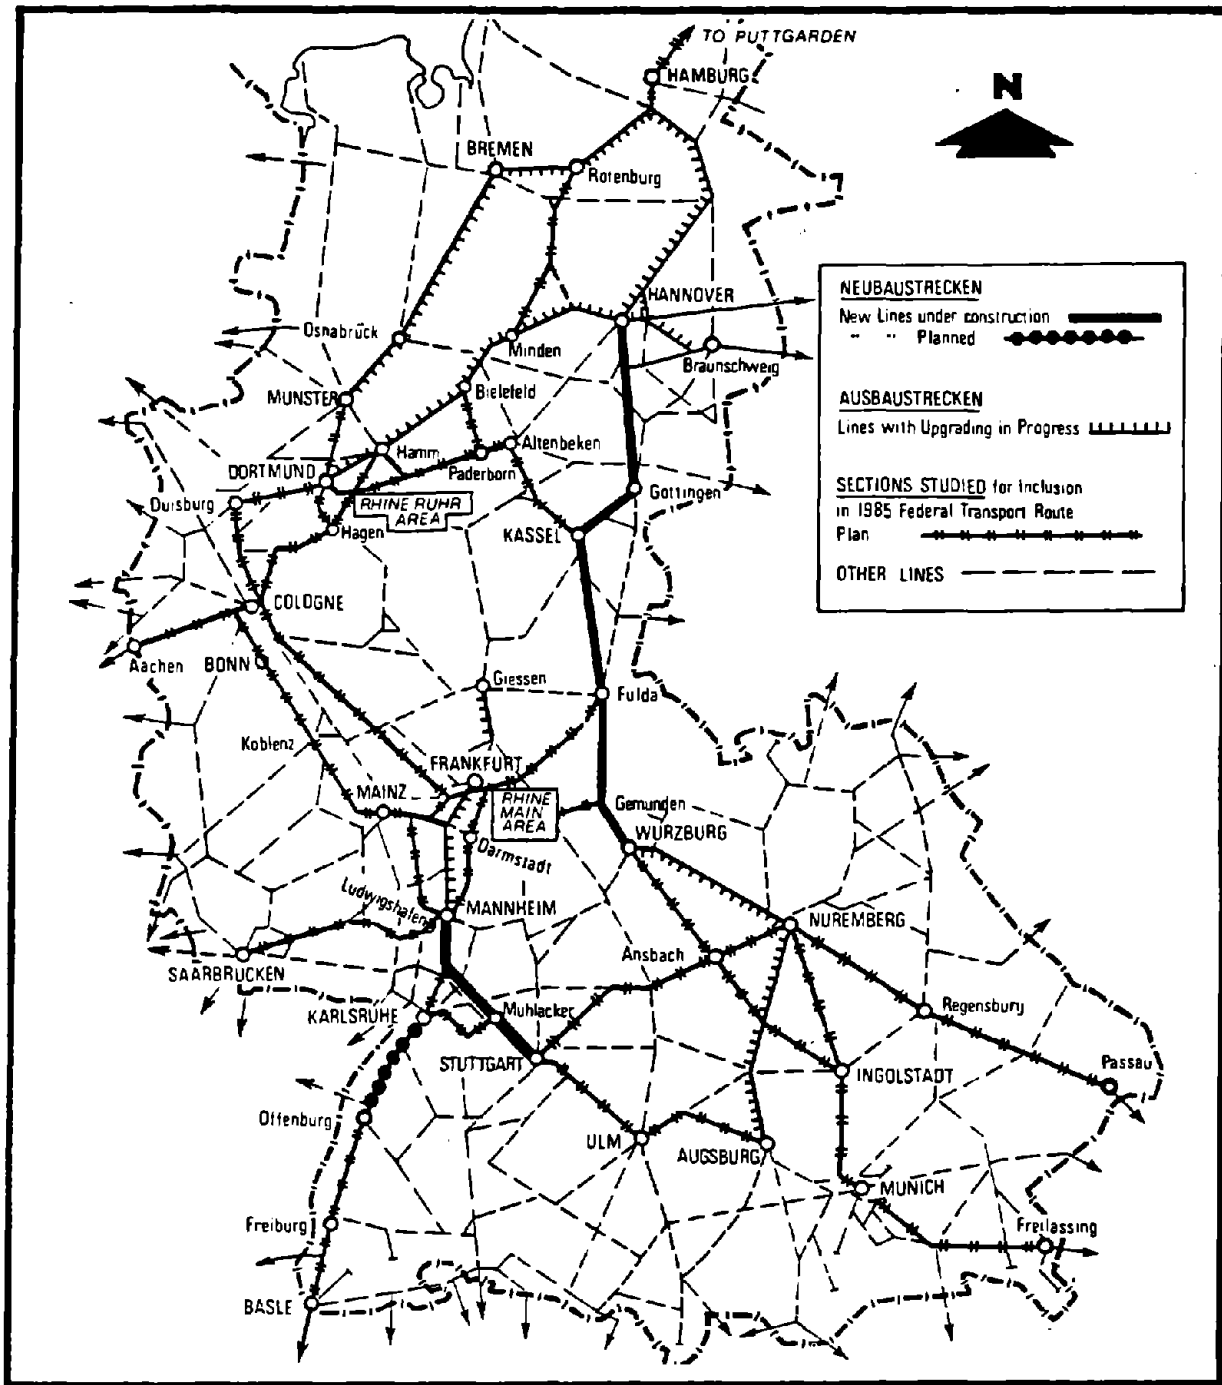 TO PUTTGARDEN
HAMBURG
N
BREMEN
Rotenburg
HANNOVER
Osnabrück
Minden
Braunschweig
MUNSTER
Bielefeld
Hamm
Altenbeken
DORTMUND
Paderborn
Duisburg
RHINE RUHR
AREA
Gottingen
Hagen
KASSEL
COLOGNE
Aachen
BONN
Giessen
Fulda
Koblenz
FRANKFURT
MAINZ
RHINE
MAIN
AREA
Gemunden
WURZBURG
Darmstadt
Ludwigshafen
MANNHEIM
NUREMBERG
Ansbach
SAARBRUCKEN
KARLSRUHE
Muhlacker
Regensburg
STUTTGART
INGOLSTADT
Passau
Offenburg
ULM
AUGSBURG
MUNICH
Freiburg
Freilassing
BASLE
NEUBAUSTRECKEN
New Lines under construction
" " Planned
AUSBAUSTRECKEN
Lines with Upgrading in Progress
SECTIONS STUDIED for Inclusion
in 1985 Federal Transport Route
Plan
OTHER LINES